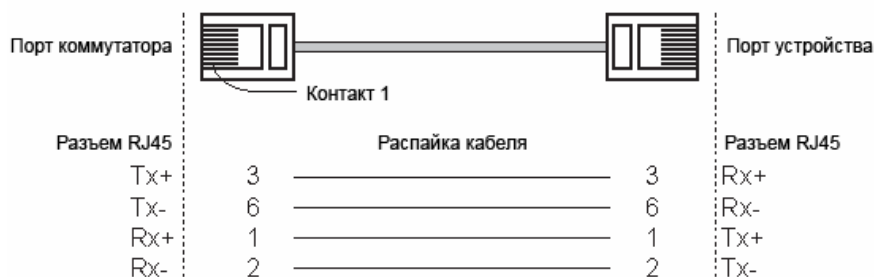 Порт коммутатора
Порт устройства
Контакт 1
Разъем RJ45 Распайка кабеля Разъем RJ45
Tx+ 3 3 Rx+
Tx- 6 6 Rx-
Rx+ 1 1 Tx+
Rx- 2 2 Tx-